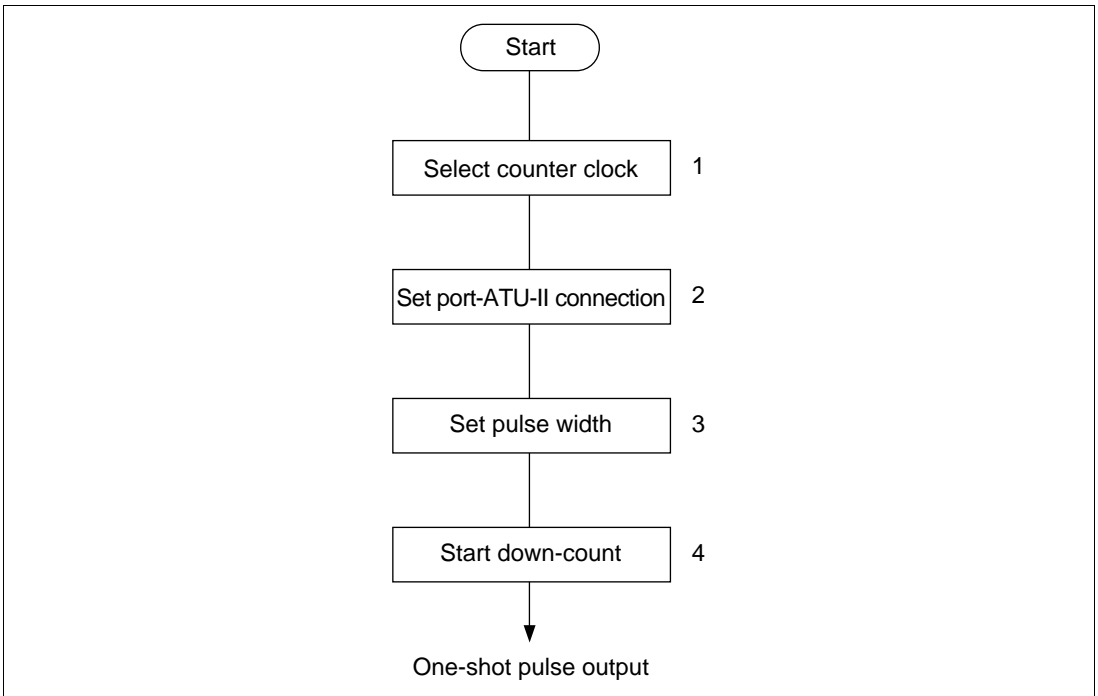 Start
Select counter clock 1
Set port-ATU-II connection 2
Set pulse width 3
Start down-count 4
One-shot pulse output